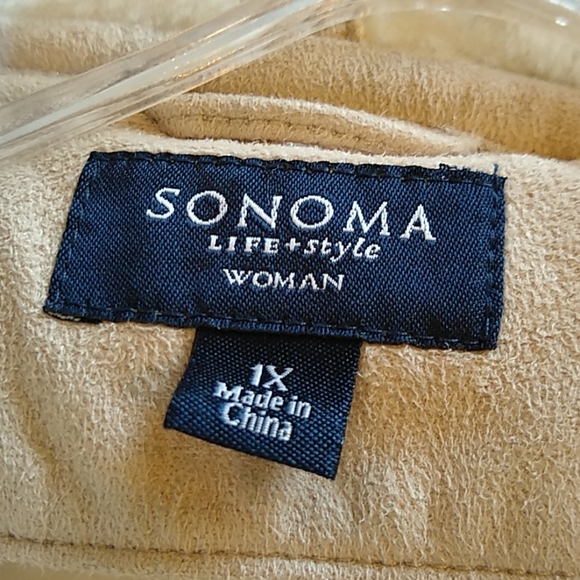 SONOMA
LIFE+style
WOMAN
1X
Made in
China